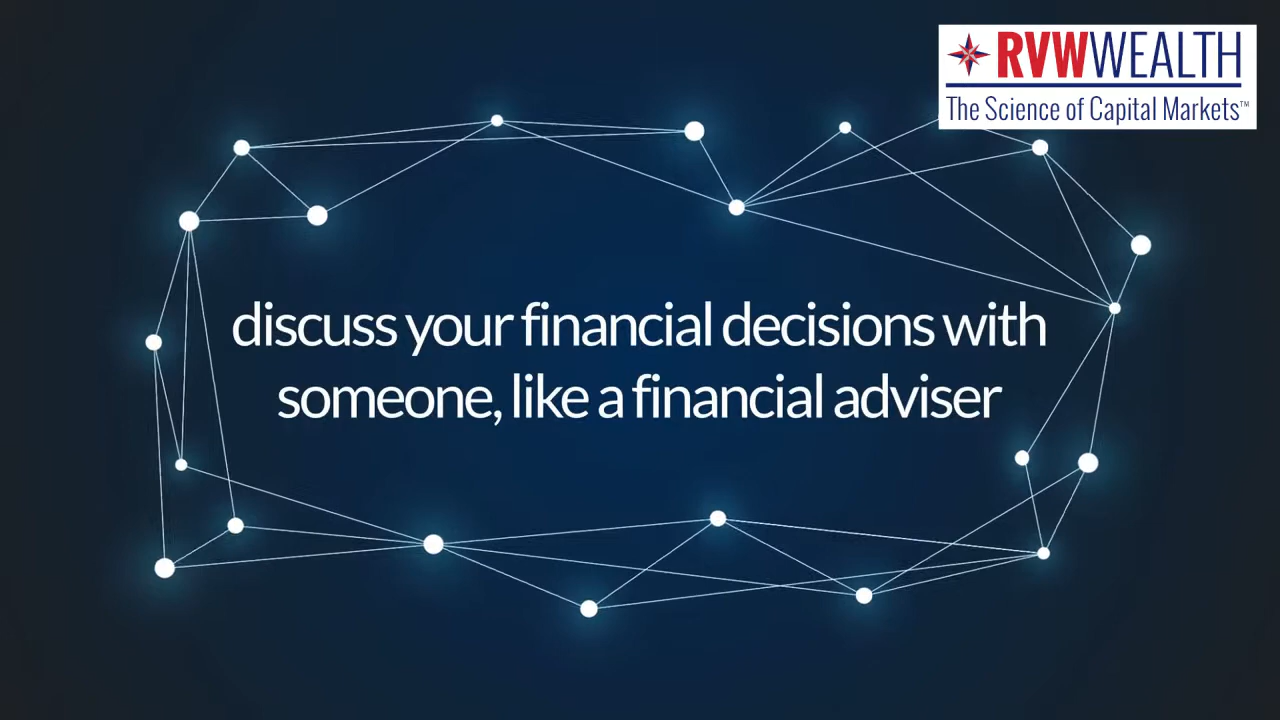 RVWWEALTH
The Science of Capital Markets™
discuss your financial decisions with
someone, like a financial adviser